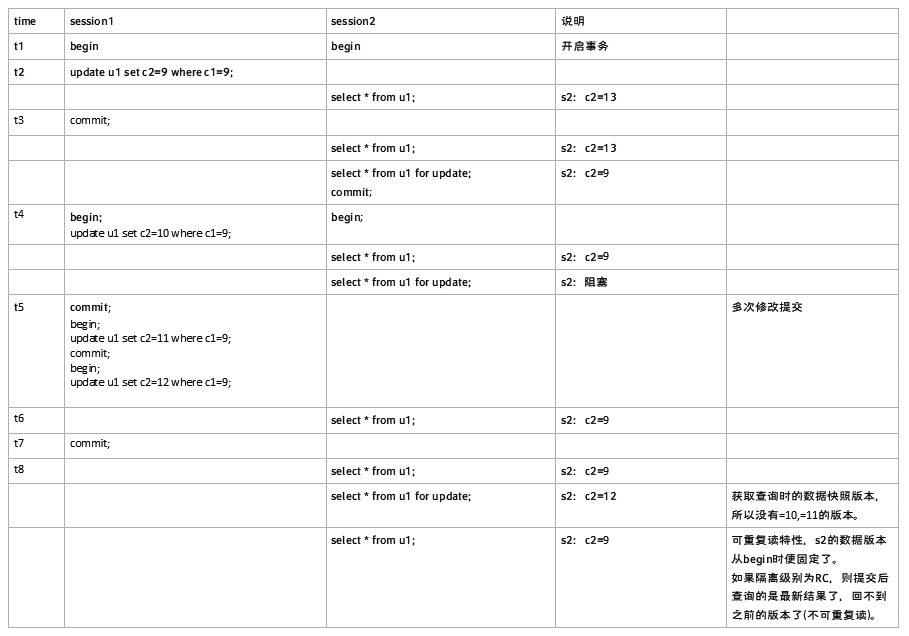 time session1 session2 说明
t1 begin begin 开启事务
t2 update u1 set c2=9 where c1=9;
select * from u1; s2: c2=13
t3 commit;
select * from u1; s2: c2=13
select * from u1 for update; s2: c2=9
commit;
t4 begin; begin;
update u1 set c2=10 where c1=9;
select * from u1; s2: c2=9
select * from u1 for update; s2: 阻塞
t5 commit; 多次修改提交
begin;
update u1 set c2=11 where c1=9;
commit;
begin;
update u1 set c2=12 where c1=9;
t6 select * from u1; s2: c2=9
t7 commit;
t8 select * from u1; s2: c2=9
select * from u1 for update; s2: c2=12 获取查询时的数据快照版本，
所以没有=10,=11的版本。
select * from u1; s2: c2=9 可重复读特性，s2的数据版本
从begin时便固定了。
如果隔离级别为RC，则提交后
查询的是最新结果了，回不到
之前的版本了(不可重复读)。